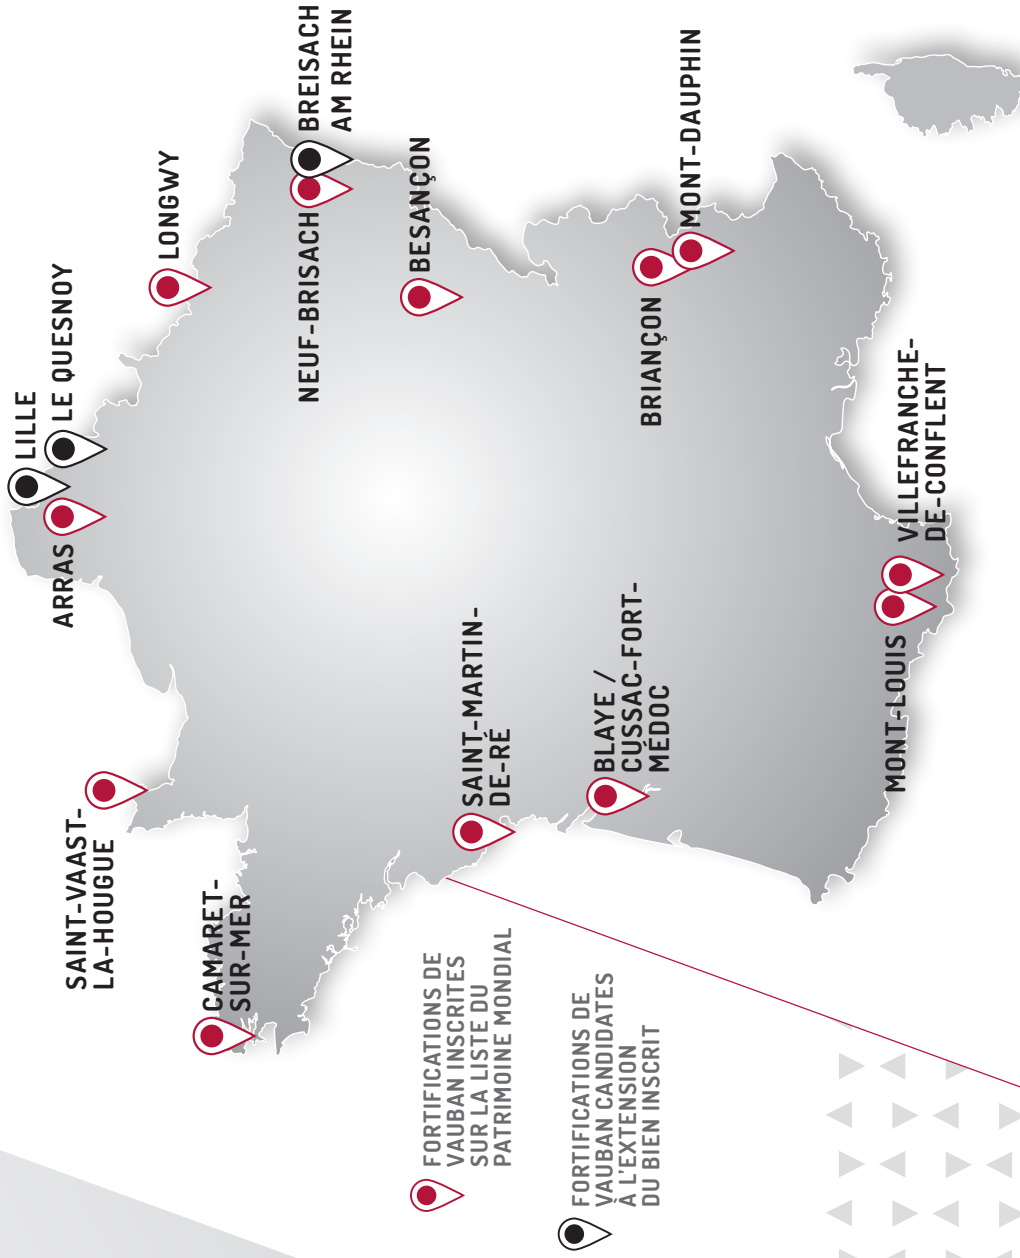 LILLE
LE QUESNOY
ARRAS
LONGWY
SAINT-VAAST-
LA-HOUGUE
CAMARET-
SUR-MER
BREISACH
AM RHEIN
NEUF-BRISACH
BESANÇON
SAINT-MARTIN-
DE-RÉ
BLAYE /
CUSSAC-FORT-
MÉDOC
BRIANÇON
MONT-DAUPHIN
VILLEFRANCHE-
DE-CONFLENT
MONT-LOUIS
FORTIFICATIONS DE
VAUBAN INSCRITES
SUR LA LISTE DU
PATRIMOINE MONDIAL
FORTIFICATIONS DE
VAUBAN CANDIDATES
À L'EXTENSION
DU BIEN INSCRIT